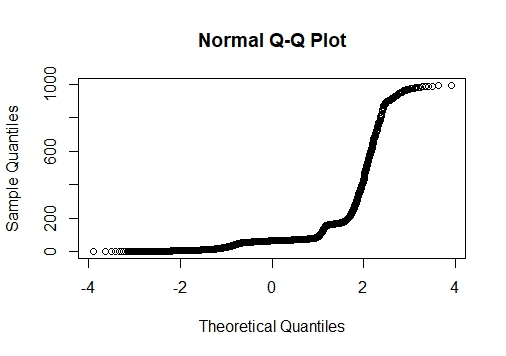 Normal Q-Q Plot
Sample Quantiles
1000
600
200
0
-4 -2 0 2 4
Theoretical Quantiles